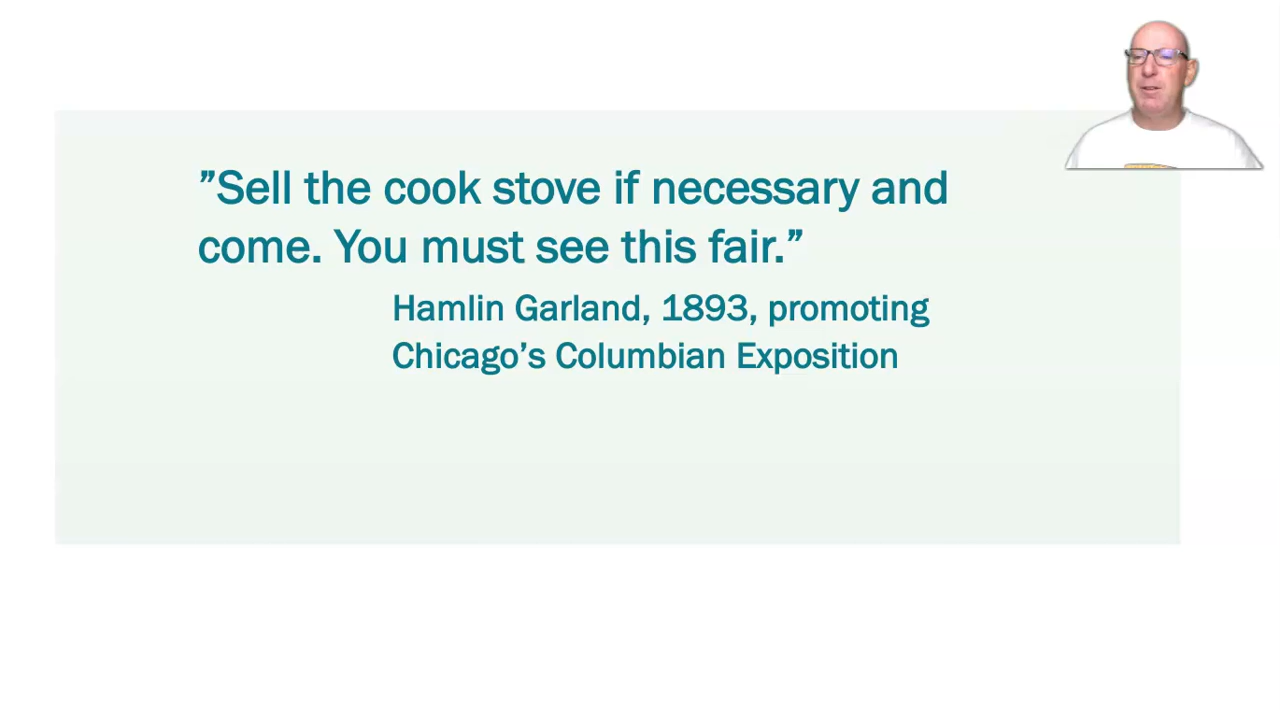 ”Sell the cook stove if necessary and
come. You must see this fair.”
Hamlin Garland, 1893, promoting
Chicago’s Columbian Exposition